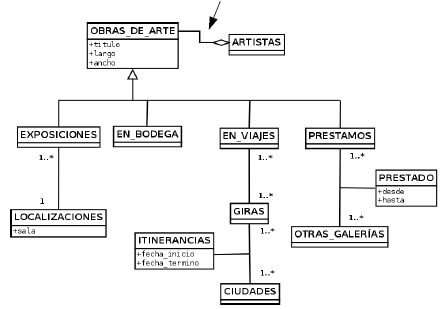 OBRAS_DE_ARTE
+titulo
+largo
+ancho
ARTISTAS
EXPOSICIONES
EN_BODEGA
EN_VIAJES
PRESTAMOS
1..*
1..*
1..*
PRESTADO
+desde
+hasta
1
1..*
1..*
LOCALIZACIONES
+sala
GIRAS
OTRAS_GALERÍAS
1..*
ITINERANCIAS
+fecha_inicio
+fecha_termino
1..*
CIUDADES